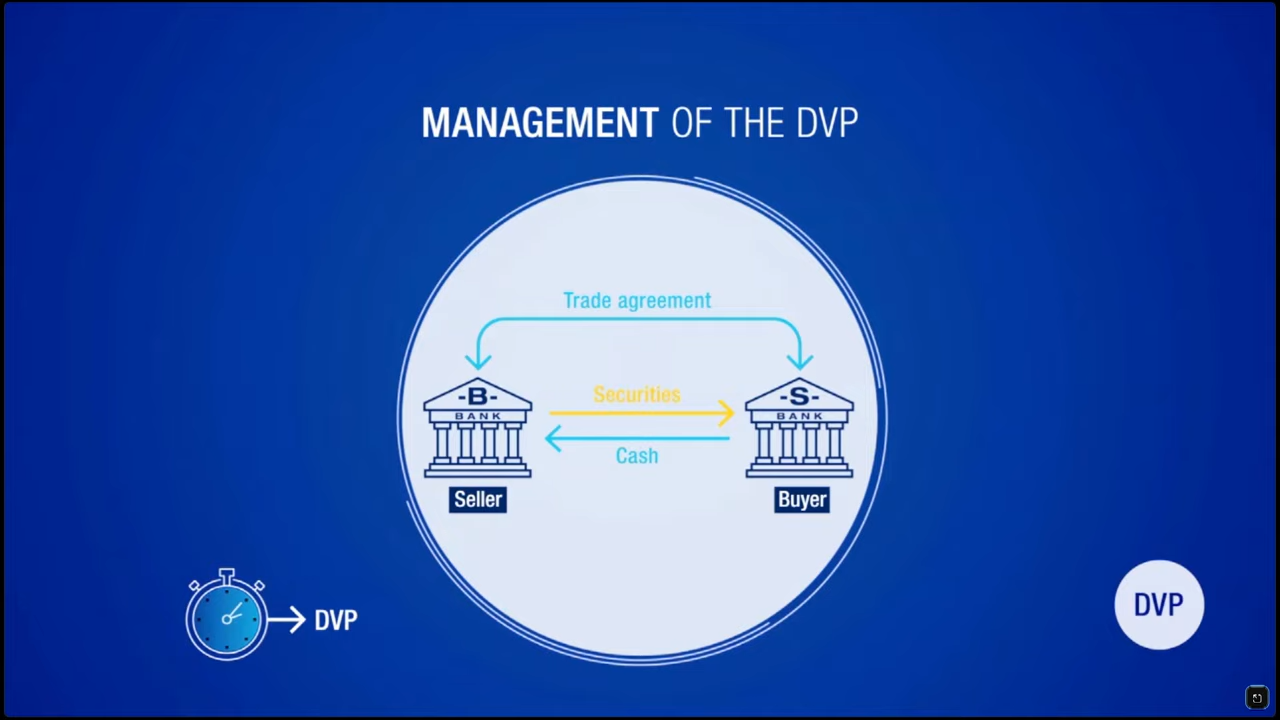 MANAGEMENT OF THE DVP
Trade agreement
-B-
BANK
Securities
Cash
-S-
BANK
Seller
Buyer
DVP
DVP